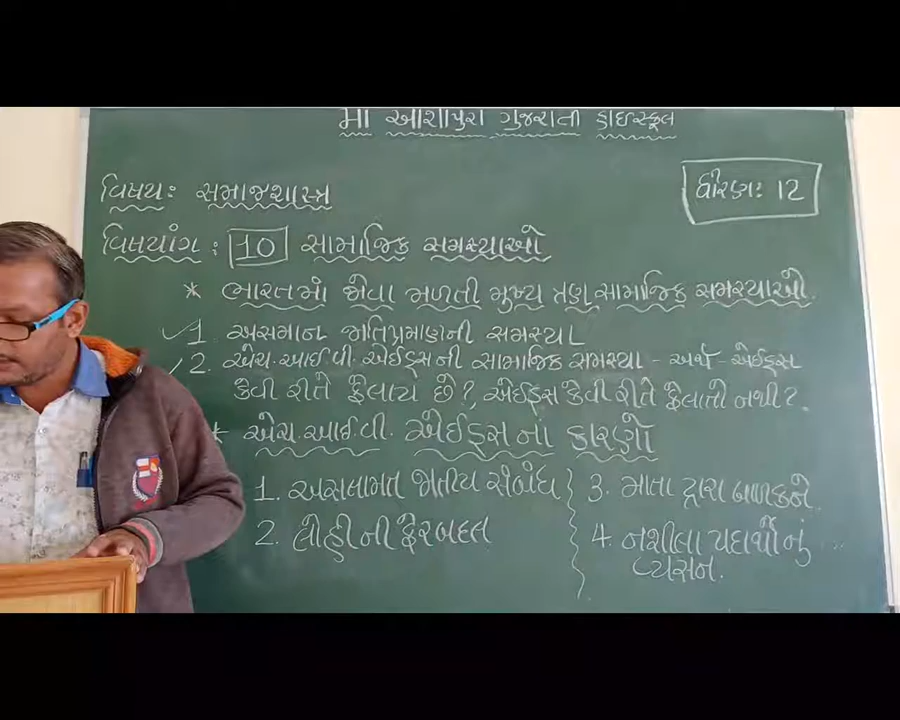 મા આશાપુરા ગુજરાતી હાઈસ્કૂલ
વિષય: સમાજશાસ્ત્ર
ધોરણ: 12
વિષયાંગ: 10 સામાજિક સમસ્યાઓ
* ભારતમાં જોવા મળતી મુખ્ય ત્રણ સામાજિક સમસ્યાઓ.
✓1. અસમાન જાતિપ્રમાણની સમસ્યા
✓2. એચ.આઈ.વી. એઈડ્સની સામાજિક સમસ્યા - અર્થ - એઈડ્સ
કેવી રીતે ફેલાય છે?, એઈડ્સ કેવી રીતે ફેલાતો નથી?.
* એચ.આઈ.વી. એઈડ્સ નાં કારણો
1. અસલામત જાતીય સંબંધ
2. લોહીની ફેરબદલ
3. માતા દ્વારા બાળકને
4. નશીલા પદાર્થોનું
વ્યસન.